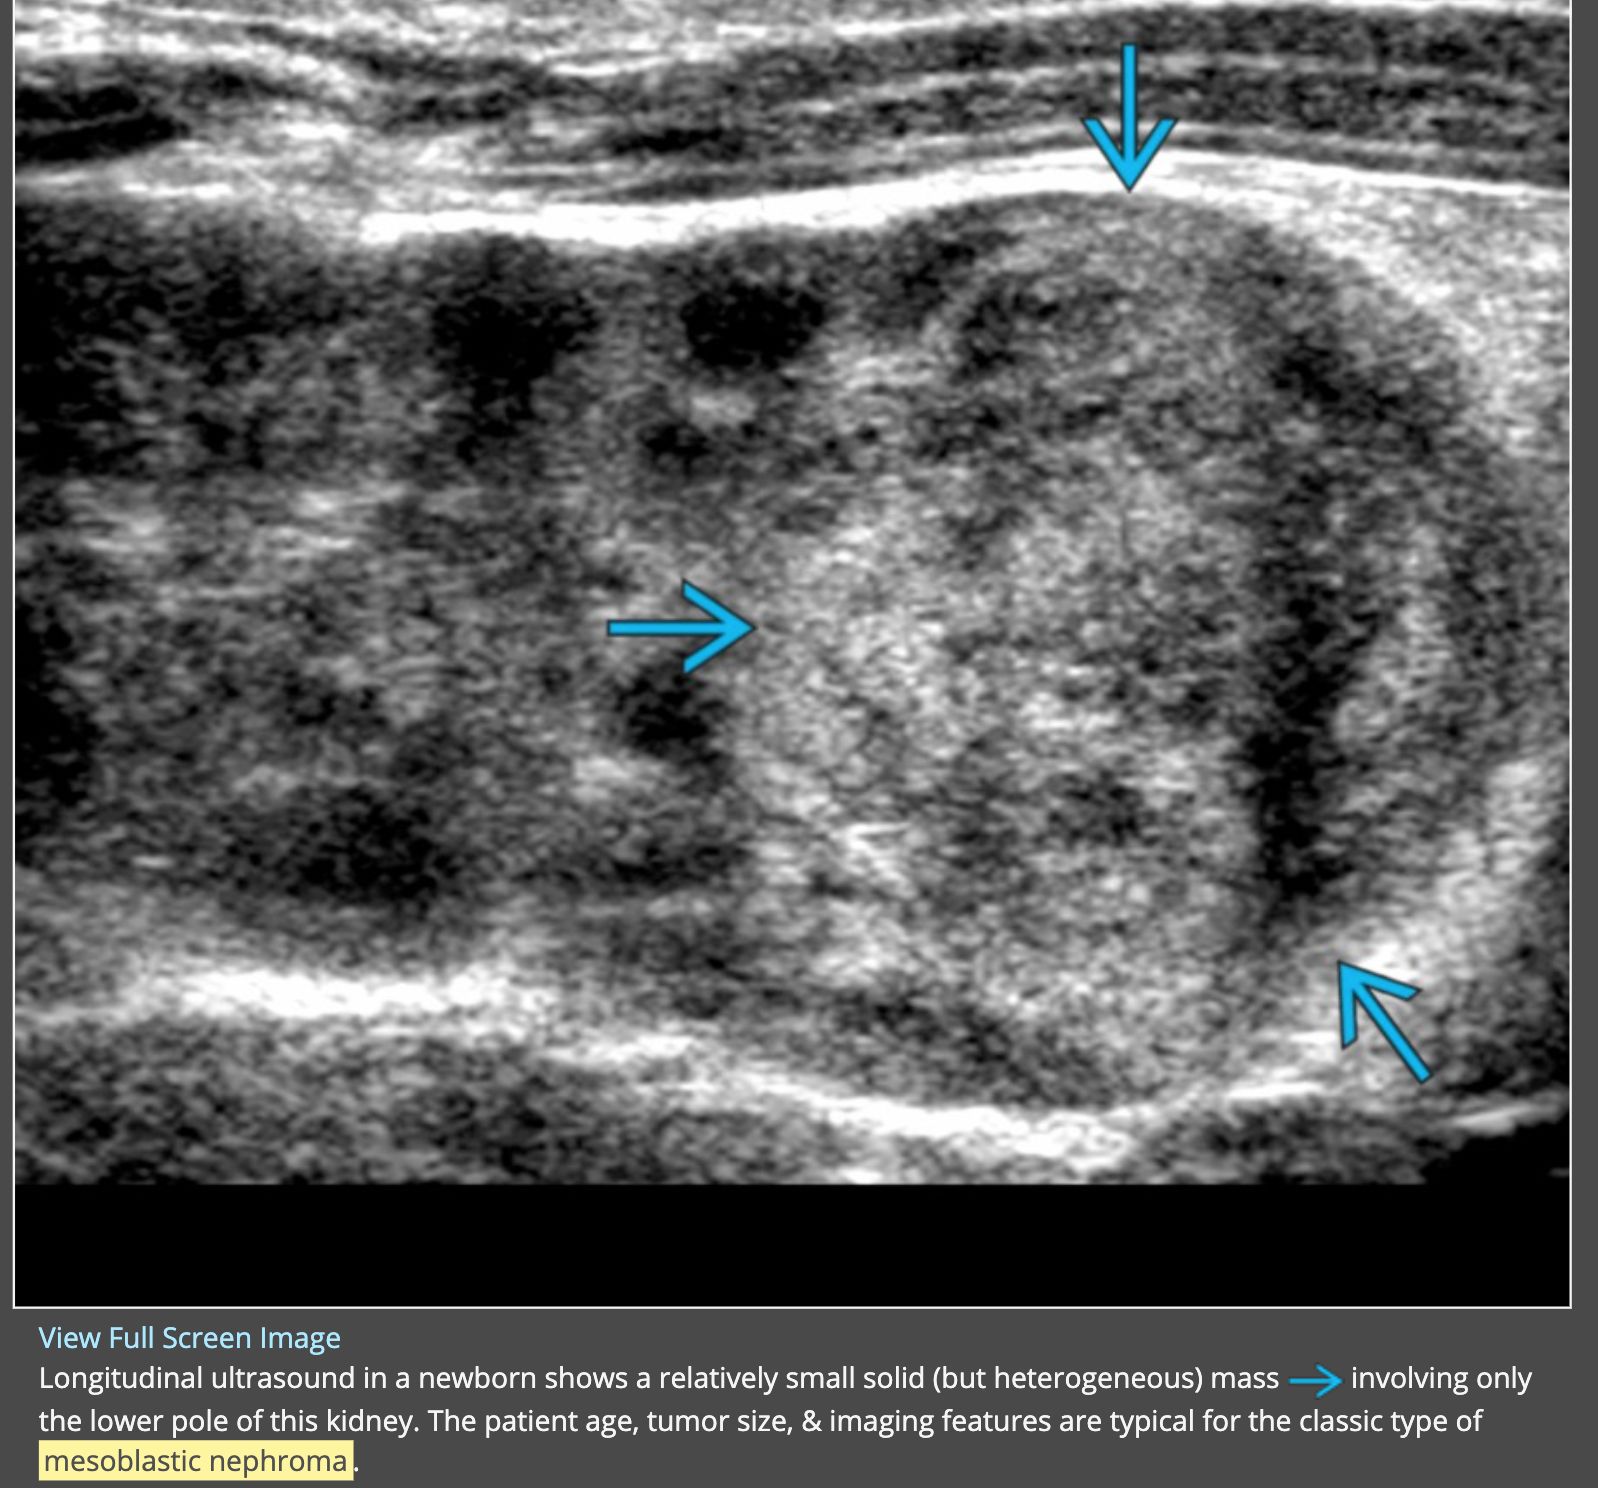 View Full Screen Image
Longitudinal ultrasound in a newborn shows a relatively small solid (but heterogeneous) mass → involving only
the lower pole of this kidney. The patient age, tumor size, & imaging features are typical for the classic type of
mesoblastic nephroma.